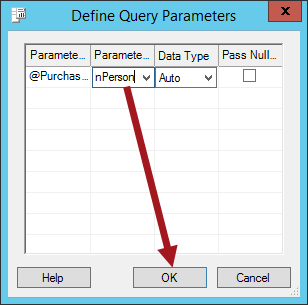 Define Query Parameters
x
Paramete... Paramete... Data Type Pass Null...
@Purchas... nPerson Auto
Help OK Cancel